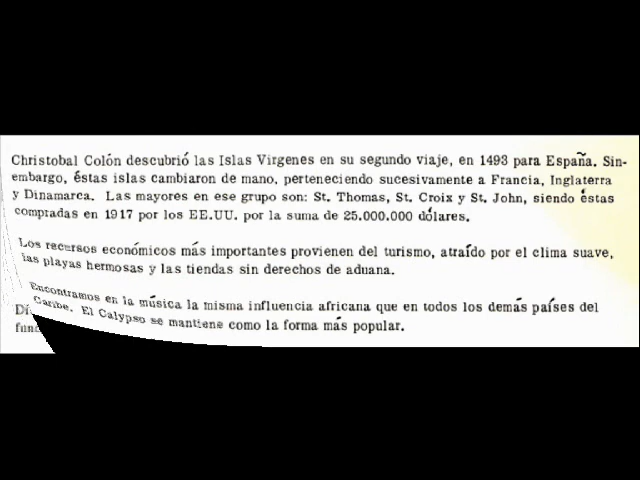 Christobal Colón descubrió las Islas Virgenes en su segundo viaje, en 1493 para España. Sin-
embargo, éstas islas cambiaron de mano, perteneciendo sucesivamente a Francia, Inglaterra
y Dinamarca. Las mayores en ese grupo son: St. Thomas, St. Croix y St. John, siendo éstas
compradas en 1917 por los EE.UU. por la suma de 25.000.000 dólares.
Los recursos económicos más importantes provienen del turismo, atraído por el clima suave,
las playas hermosas y las tiendas sin derechos de aduana.
Encontramos en la música la misma influencia africana que en todos los demás países del
Caribe. El Calypso se mantiene como la forma más popular.